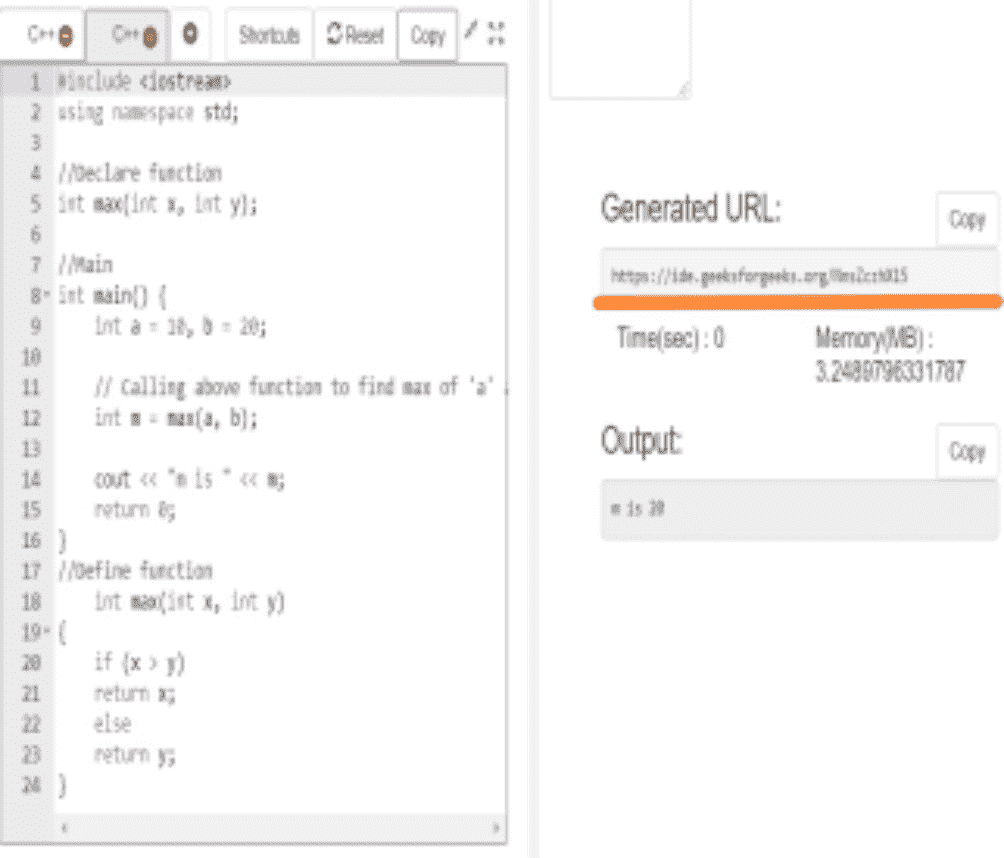 C++ C++
Shortcuts Reset Copy
1 #include <iostream>
2 using namespace std;
3
4 //Declare function
5 int max(int x, int y);
6
7 //Main
8 int main() {
9 int a = 10, b = 20;
10
11 // Calling above function to find max of 'a'
12 int m = max(a, b);
13
14 cout << "m is " << m;
15 return 0;
16 }
17 //Define function
18 int max(int x, int y)
19 {
20 if (x > y)
21 return x;
22 else
23 return y;
24 }
Generated URL:
Copy
https://ide.geeksforgeeks.org/
Time(sec) : 0
Memory(MB) :
3.2489796331787
Output:
Copy
m is 20